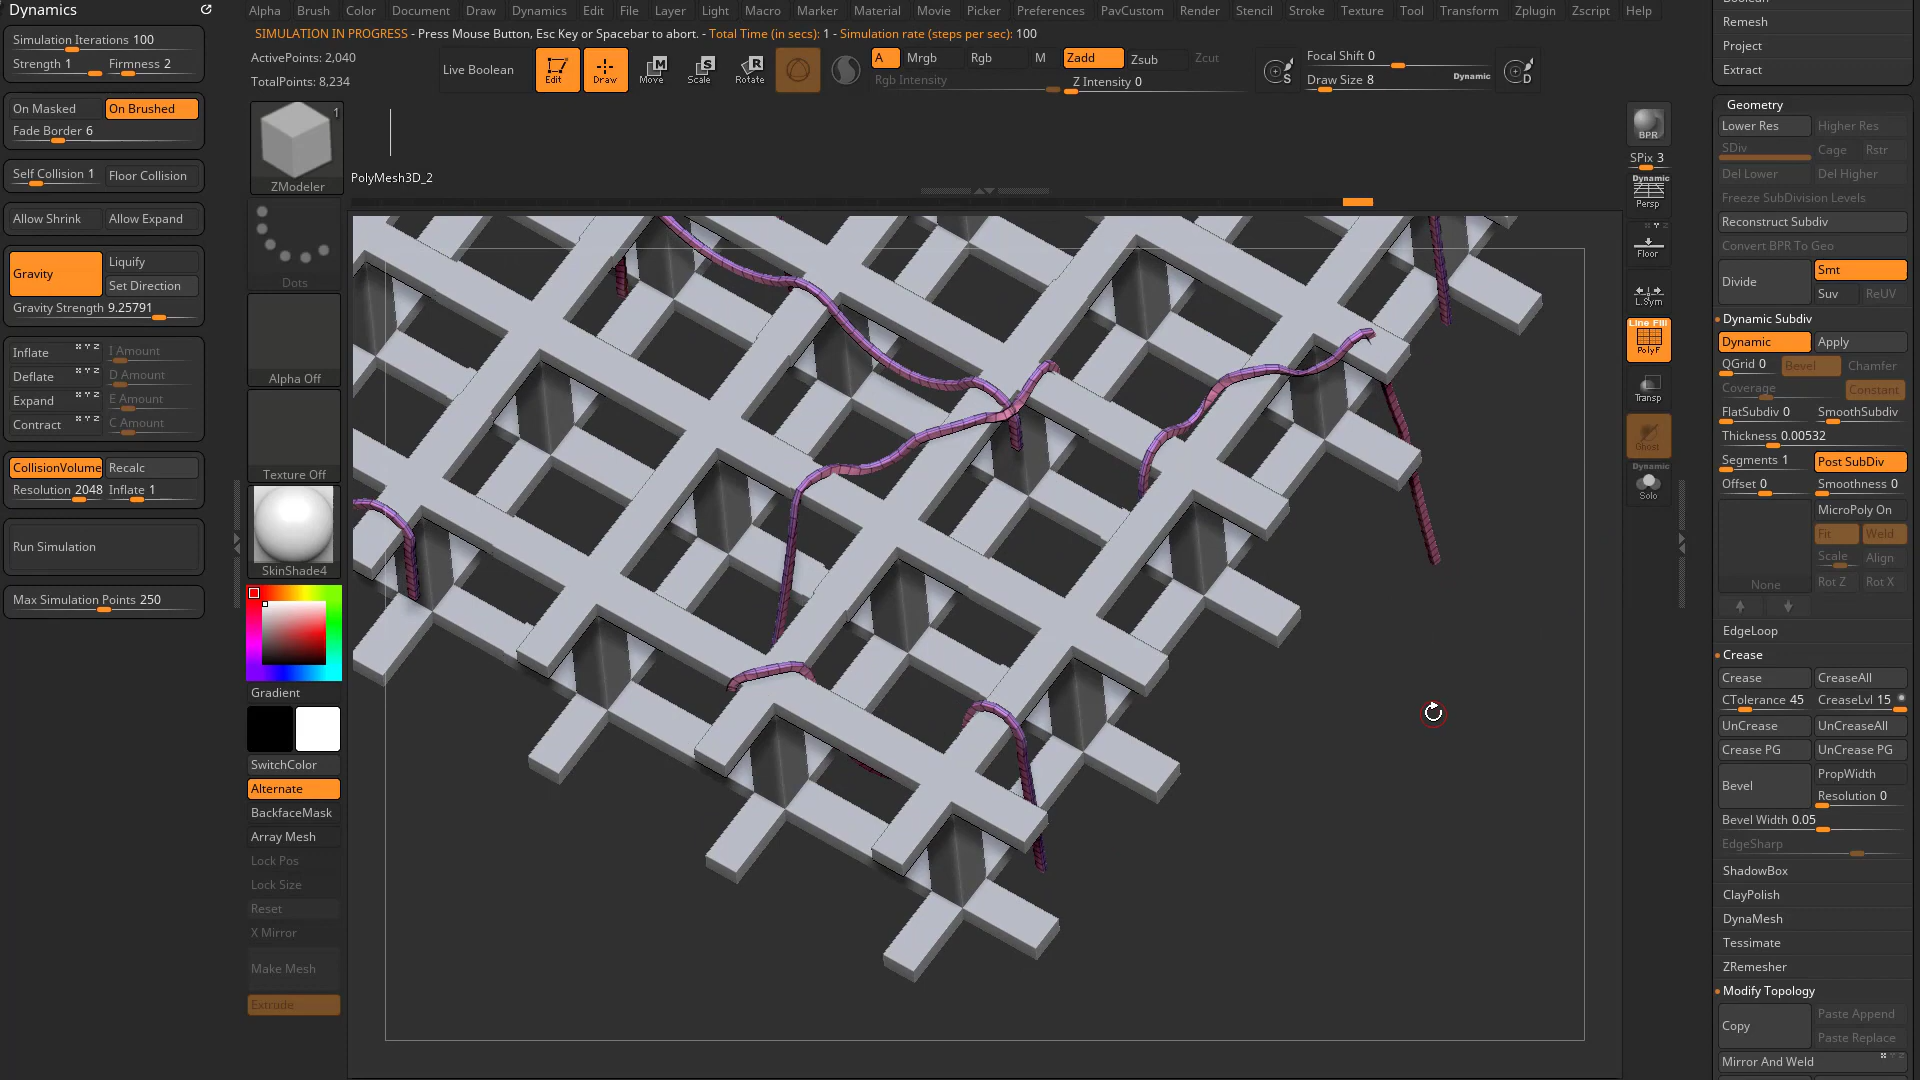 Dynamics
Alpha Brush Color Document Draw Dynamics Edit File Layer Light Macro Marker Material Movie Picker Preferences PavCustom Render Stencil Stroke Texture Tool Transform Zplugin Zscript Help
SIMULATION IN PROGRESS - Press Mouse Button, Esc Key or Spacebar to abort. - Total Time (in secs): 1 - Simulation rate (steps per sec): 100
ActivePoints: 2,040
TotalPoints: 8,234
Live Boolean
Edit
Draw
M
Move
S
Scale
R
Rotate
A Mrgb Rgb M Zadd Zsub Zcut
Rgb Intensity
Z Intensity 0
S
Focal Shift 0
Draw Size 8
Dynamic
D
Simulation Iterations 100
Strength 1 Firmness 2
On Masked On Brushed
Fade Border 6
Self Collision 1 Floor Collision
Allow Shrink Allow Expand
Gravity Liquify
Set Direction
Gravity Strength 9.25791
Inflate x Y z I Amount
Deflate x Y z D Amount
Expand x Y z E Amount
Contract x Y z C Amount
CollisionVolume Recalc
Resolution 2048 Inflate 1
Run Simulation
Max Simulation Points 250
1
ZModeler
PolyMesh3D_2
Dots
Alpha Off
Texture Off
SkinShade4
Gradient
SwitchColor
Alternate
BackfaceMask
Array Mesh
Lock Pos
Lock Size
Reset
X Mirror
Make Mesh
Extrude
BPR
SPix 3
Dynamic
Persp
Floor
L.Sym
Line Fill
PolyF
Transp
Ghost
Dynamic
Solo
Remesh
Project
Extract
Geometry
Lower Res Higher Res
SDiv Cage Rstr
Del Lower Del Higher
Freeze SubDivision Levels
Reconstruct Subdiv
Convert BPR To Geo
Divide Smt
Suv ReUV
Dynamic Subdiv
Dynamic Apply
QGrid 0 Bevel Chamfer
Coverage Constant
FlatSubdiv 0 SmoothSubdiv
Thickness 0.00532
Segments 1 Post SubDiv
Offset 0 Smoothness 0
MicroPoly On
Fit Weld
Scale Align
None Rot Z Rot X
EdgeLoop
Crease
Crease CreaseAll
CTolerance 45 CreaseLvl 15
UnCrease UnCreaseAll
Crease PG UnCrease PG
Bevel PropWidth
Resolution 0
Bevel Width 0.05
EdgeSharp
ShadowBox
ClayPolish
DynaMesh
Tessimate
ZRemesher
Modify Topology
Copy Paste Append
Paste Replace
Mirror And Weld